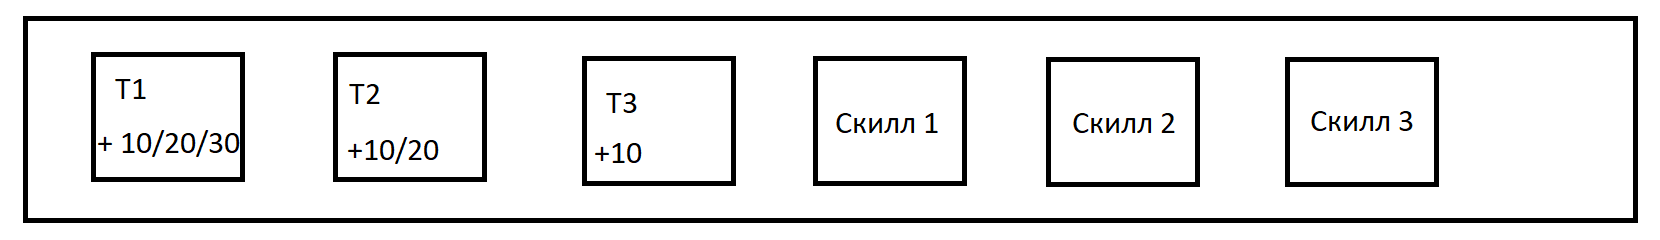 T1
+ 10/20/30
T2
+10/20
T3
+10
Скилл 1
Скилл 2
Скилл 3